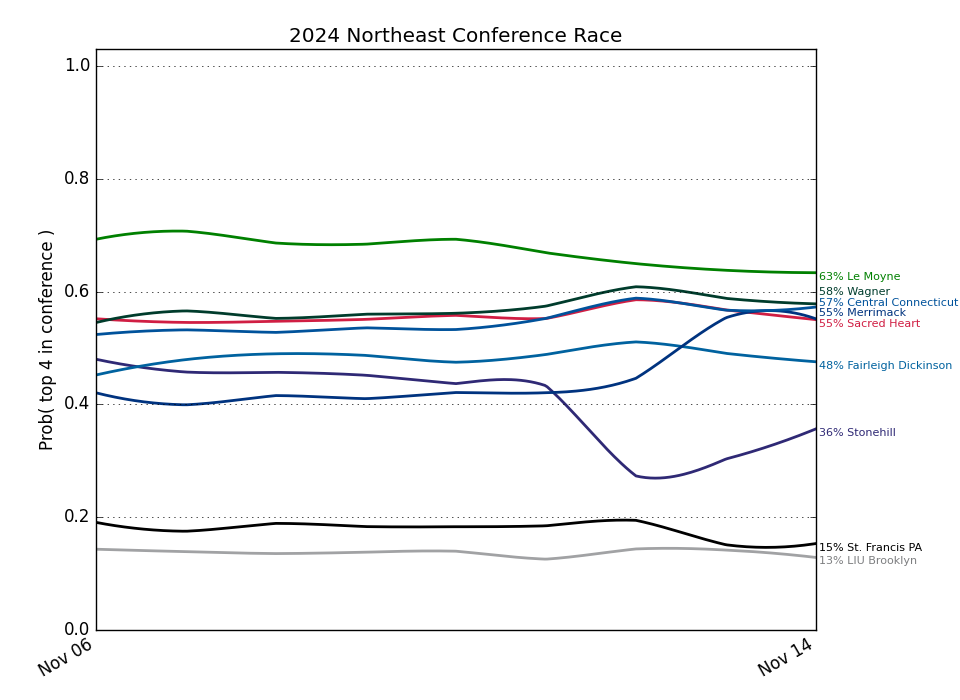 2024 Northeast Conference Race
Prob( top 4 in conference )
1.0
0.8
0.6
0.4
0.2
0.0
Nov 06
Nov 14
63% Le Moyne
58% Wagner
57% Central Connecticut
55% Merrimack
55% Sacred Heart
48% Fairleigh Dickinson
36% Stonehill
15% St. Francis PA
13% LIU Brooklyn